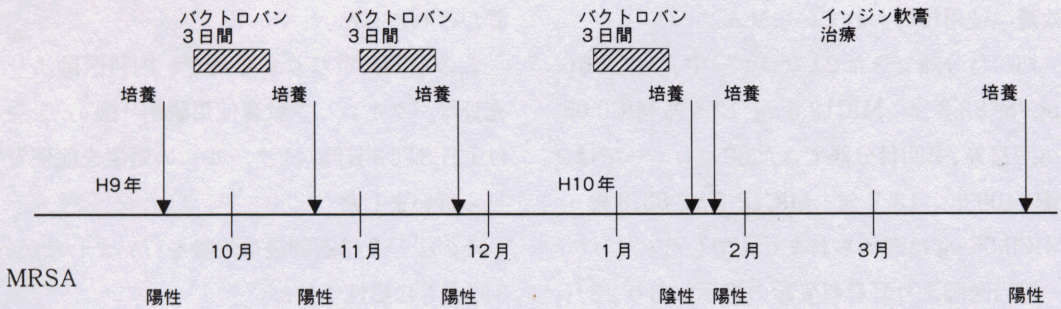 バクトロバン
3日間
バクトロバン
3日間
バクトロバン
3日間
イソジン軟膏
治療
培養
培養
培養
培養
培養
培養
H9年
H10年
10月
11月
12月
1月
2月
3月
MRSA
陽性
陽性
陽性
陰性
陽性
陽性